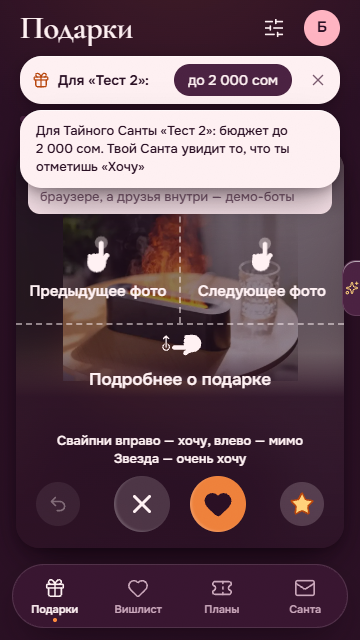 Подарки
Б
Для «Тест 2»:
до 2 000 сом
Для Тайного Санты «Тест 2»: бюджет до
2 000 сом. Твой Санта увидит то, что ты
отметишь «Хочу»
браузере, а друзья внутри — демо-боты
Предыдущее фото
Следующее фото
Подробнее о подарке
Свайпни вправо — хочу, влево — мимо
Звезда — очень хочу
Подарки
Вишлист
Планы
Санта